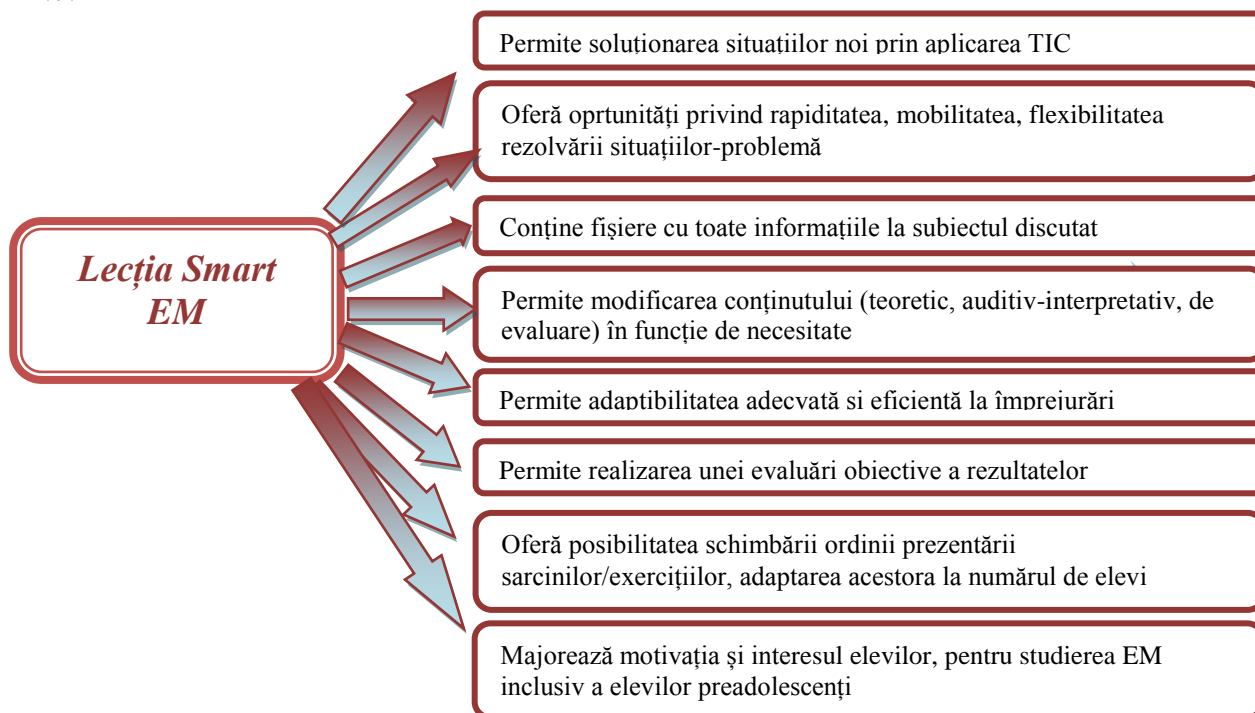 Permite soluționarea situațiilor noi prin aplicarea TIC
Oferă oprtunități privind rapiditatea, mobilitatea, flexibilitatea
rezolvării situațiilor-problemă
Conține fișiere cu toate informațiile la subiectul discutat
Lecția Smart
EM
Permite modificarea conținutului (teoretic, auditiv-interpretativ, de
evaluare) în funcție de necesitate
Permite adaptibilitatea adecvată și eficientă la împrejurări
Permite realizarea unei evaluări obiective a rezultatelor
Oferă posibilitatea schimbării ordinii prezentării
sarcinilor/exercițiilor, adaptarea acestora la numărul de elevi
Majorează motivația și interesul elevilor, pentru studierea EM
inclusiv a elevilor preadolescenți